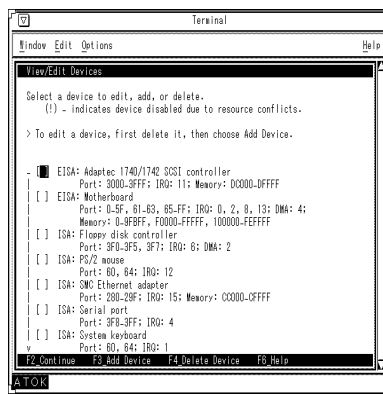 Terminal
Window Edit Options Help
View/Edit Devices
Select a device to edit, add, or delete.
(!) - indicates device disabled due to resource conflicts.
> To edit a device, first delete it, then choose Add Device.
- [ ] EISA: Adaptec 1740/1742 SCSI controller
| Port: 3000-3FFF; IRQ: 11; Memory: DC000-DFFFF
| [ ] EISA: Motherboard
| Port: 0-5F, 61-63, 65-FF; IRQ: 0, 2, 8, 13; DMA: 4;
| Memory: 0-9FBFF, F0000-FFFFF, 100000-FEFFFF
| [ ] ISA: Floppy disk controller
| Port: 3F0-3F5, 3F7; IRQ: 6; DMA: 2
| [ ] ISA: PS/2 mouse
| Port: 60, 64; IRQ: 12
| [ ] ISA: SMC Ethernet adapter
| Port: 280-29F; IRQ: 15; Memory: CC000-CFFFF
| [ ] ISA: Serial port
| Port: 3F8-3FF; IRQ: 4
| [ ] ISA: System keyboard
v Port: 60, 64; IRQ: 1
F2_Continue F3_Add Device F4_Delete Device F6_Help
ATOK